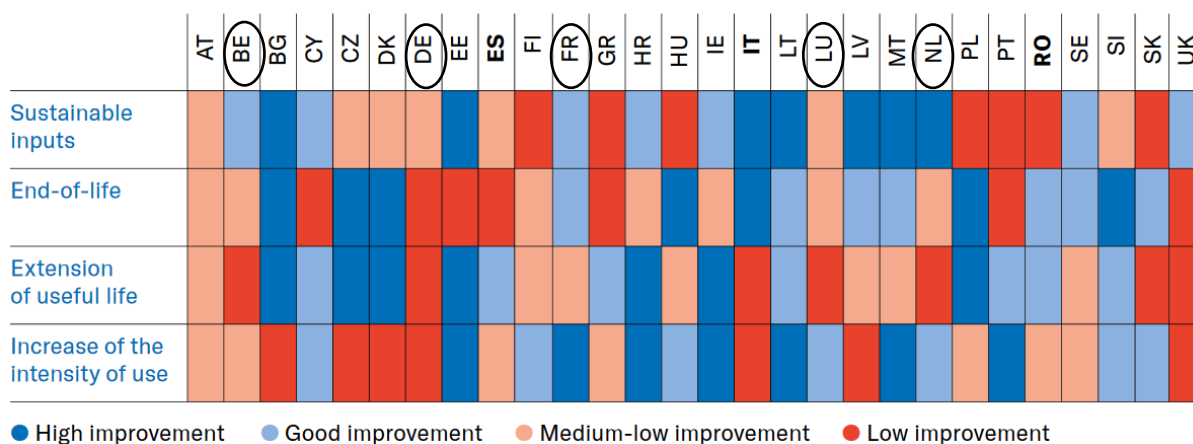 AT BE BG CY CZ DK DE EE ES FI FR GR HR HU IE IT LT LU LV MT NL PL PT RO SE SI SK UK
Sustainable
inputs
End-of-life
Extension
of useful life
Increase of the
intensity of use
High improvement Good improvement Medium-low improvement Low improvement